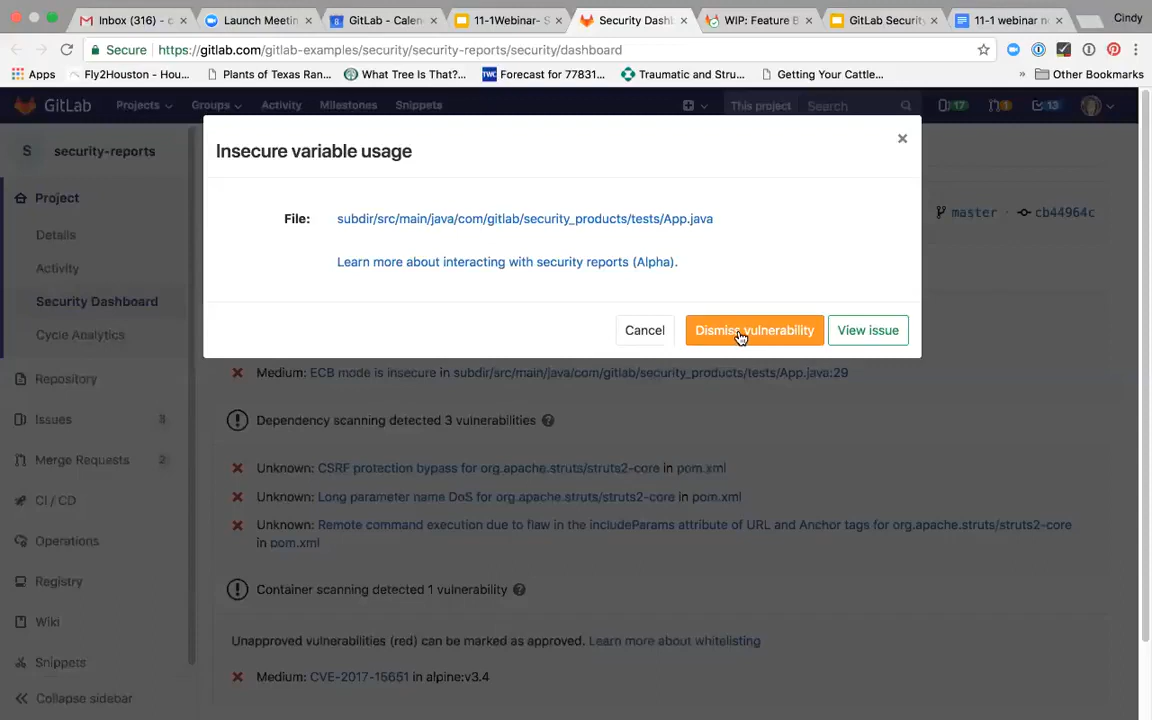 Inbox (316) - c
Launch Meetin
GitLab - Calen
11-1Webinar- S
Security Dash
WIP: Feature B
GitLab Securit
11-1 webinar n
Cindy
Secure
https://gitlab.com/gitlab-examples/security/security-reports/security/dashboard
Apps
Fly2Houston - Hou...
Plants of Texas Ran...
What Tree Is That?...
TWC
Forecast for 77831...
Traumatic and Stru...
Getting Your Cattle...
»
Other Bookmarks
GitLab
Projects
Groups
Activity
Milestones
Snippets
This project
Search
17
1
13
S
security-reports
Project
Details
Activity
Security Dashboard
Cycle Analytics
Repository
Issues
3
Merge Requests
2
CI / CD
Operations
Registry
Wiki
Snippets
Collapse sidebar
Insecure variable usage
File:
subdir/src/main/java/com/gitlab/security_products/tests/App.java
Learn more about interacting with security reports (Alpha).
Cancel
Dismiss vulnerability
View issue
master
cb44964c
Medium: ECB mode is insecure in subdir/src/main/java/com/gitlab/security_products/tests/App.java:29
Dependency scanning detected 3 vulnerabilities
Unknown: CSRF protection bypass for org.apache.struts/struts2-core in pom.xml
Unknown: Long parameter name DoS for org.apache.struts/struts2-core in pom.xml
Unknown: Remote command execution due to flaw in the includeParams attribute of URL and Anchor tags for org.apache.struts/struts2-core
in pom.xml
Container scanning detected 1 vulnerability
Unapproved vulnerabilities (red) can be marked as approved. Learn more about whitelisting
Medium: CVE-2017-15651 in alpine:v3.4